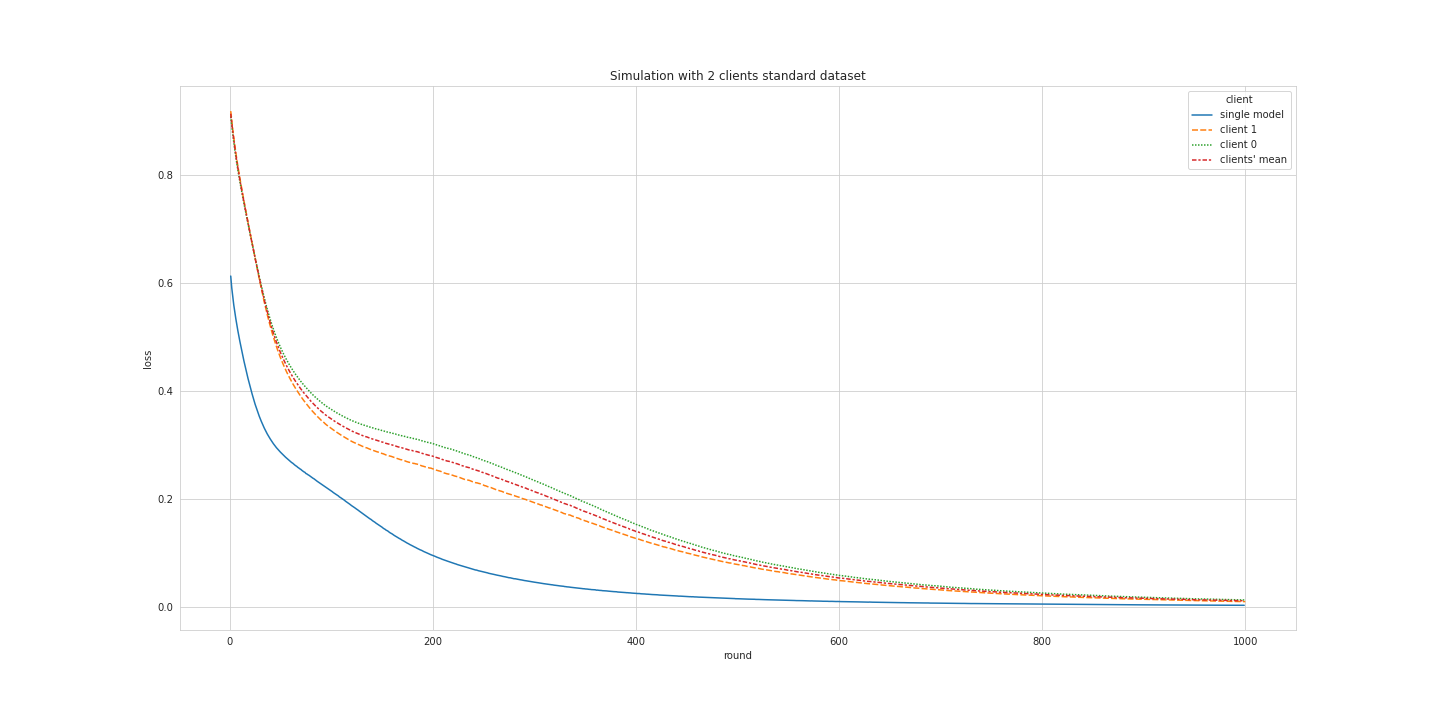 Simulation with 2 clients standard dataset
client
single model
client 1
client 0
clients' mean
0.8
0.6
0.4
0.2
0.0
loss
0 200 400 600 800 1000
round